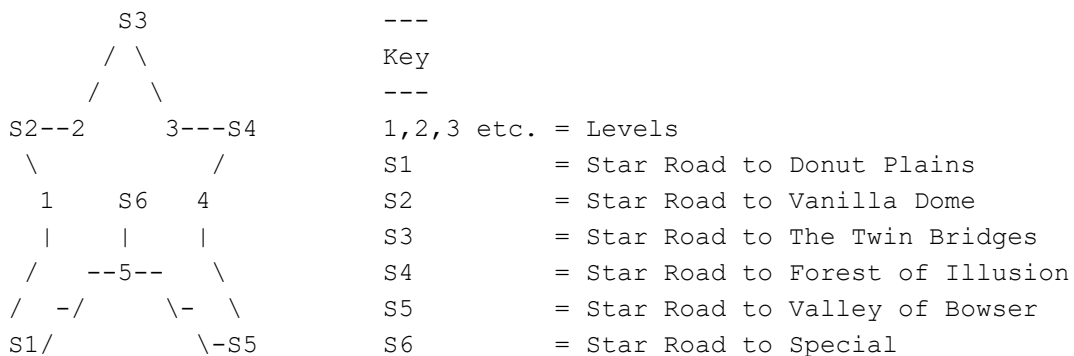 S3               ---
      / \               Key
     /   \              ---
S2--2     3---S4        1,2,3 etc. = Levels
 \           /          S1         = Star Road to Donut Plains
  1    S6   4           S2         = Star Road to Vanilla Dome
  |    |    |           S3         = Star Road to The Twin Bridges
 /   --5--   \          S4         = Star Road to Forest of Illusion
/  -/     \-  \         S5         = Star Road to Valley of Bowser
S1/         \-S5        S6         = Star Road to Special